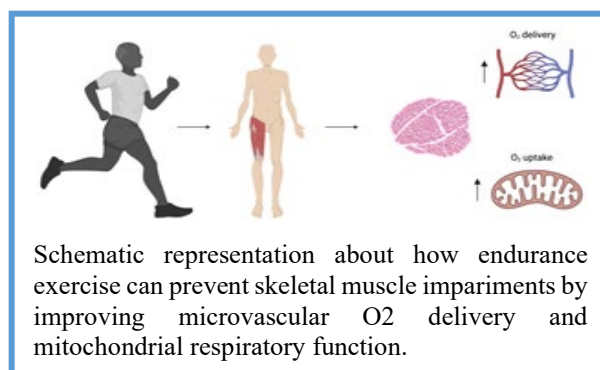 O₂ delivery
O₂ uptake
Schematic representation about how endurance
exercise can prevent skeletal muscle impariments by
improving microvascular O2 delivery and
mitochondrial respiratory function.